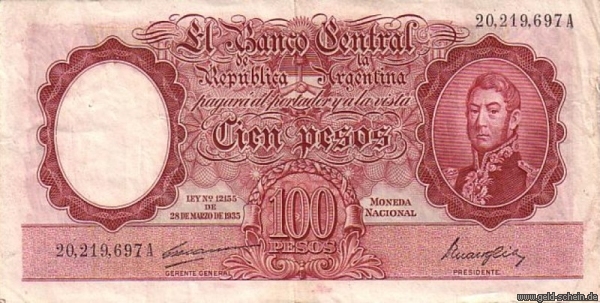 20,219,697A
El Banco Central
de la
República Argentina
pagará al portador y a la vista
Cien pesos
LEY Nº 12155
DE
28 DE MARZO DE 1935
100
PESOS
MONEDA
NACIONAL
20,219,697A
GERENTE GENERAL
PRESIDENTE
www.geld-schein.de